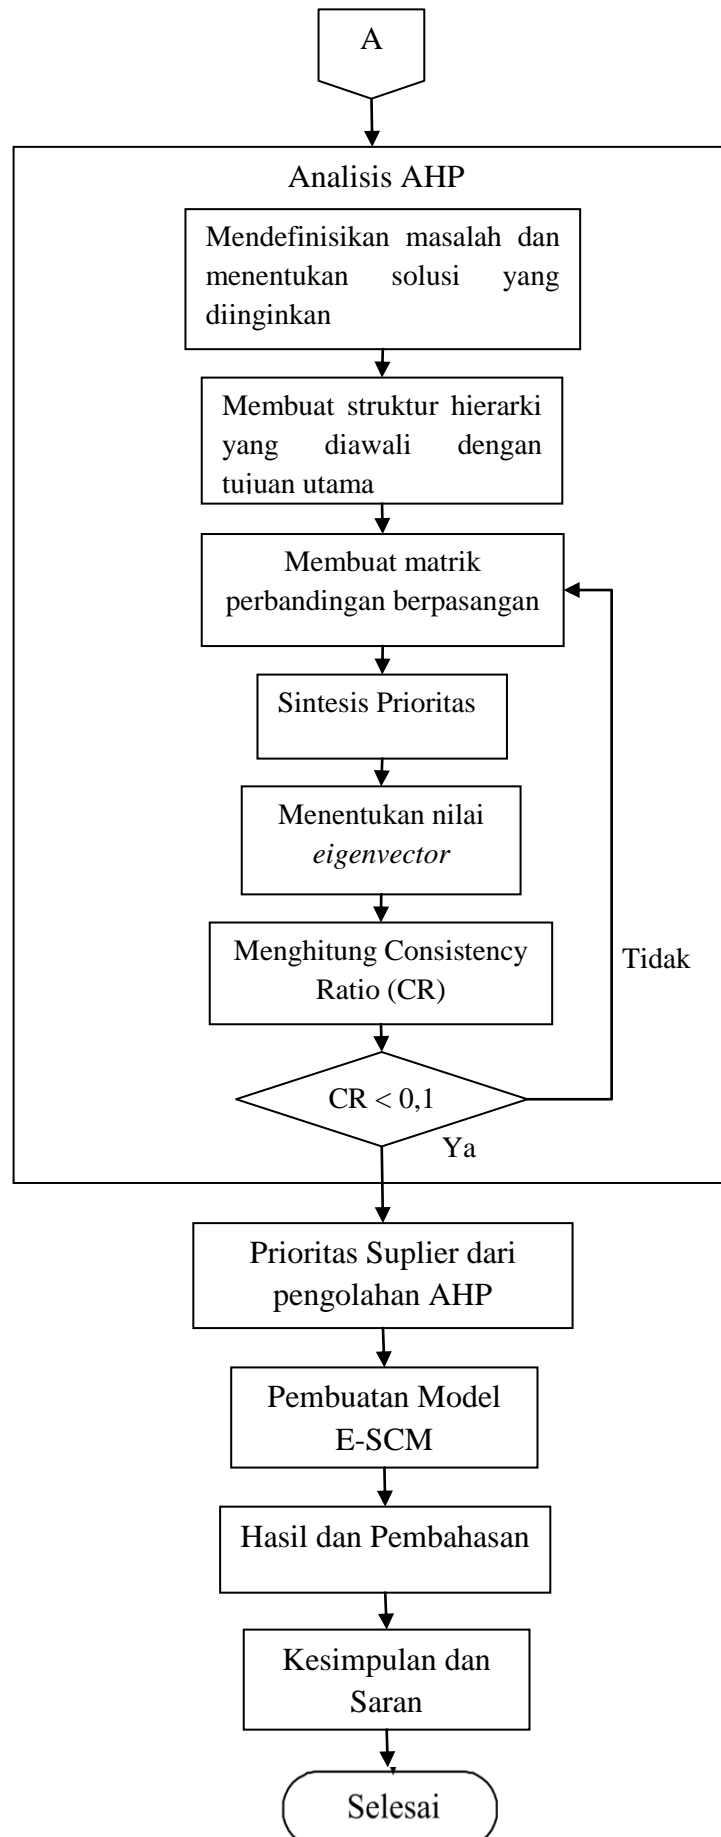 A
Analisis AHP
Mendefinisikan masalah dan
menentukan solusi yang
diinginkan
Membuat struktur hierarki
yang diawali dengan
tujuan utama
Membuat matrik
perbandingan berpasangan
Sintesis Prioritas
Menentukan nilai
eigenvector
Menghitung Consistency
Ratio (CR)
Tidak
CR < 0,1
Ya
Prioritas Suplier dari
pengolahan AHP
Pembuatan Model
E-SCM
Hasil dan Pembahasan
Kesimpulan dan
Saran
Selesai